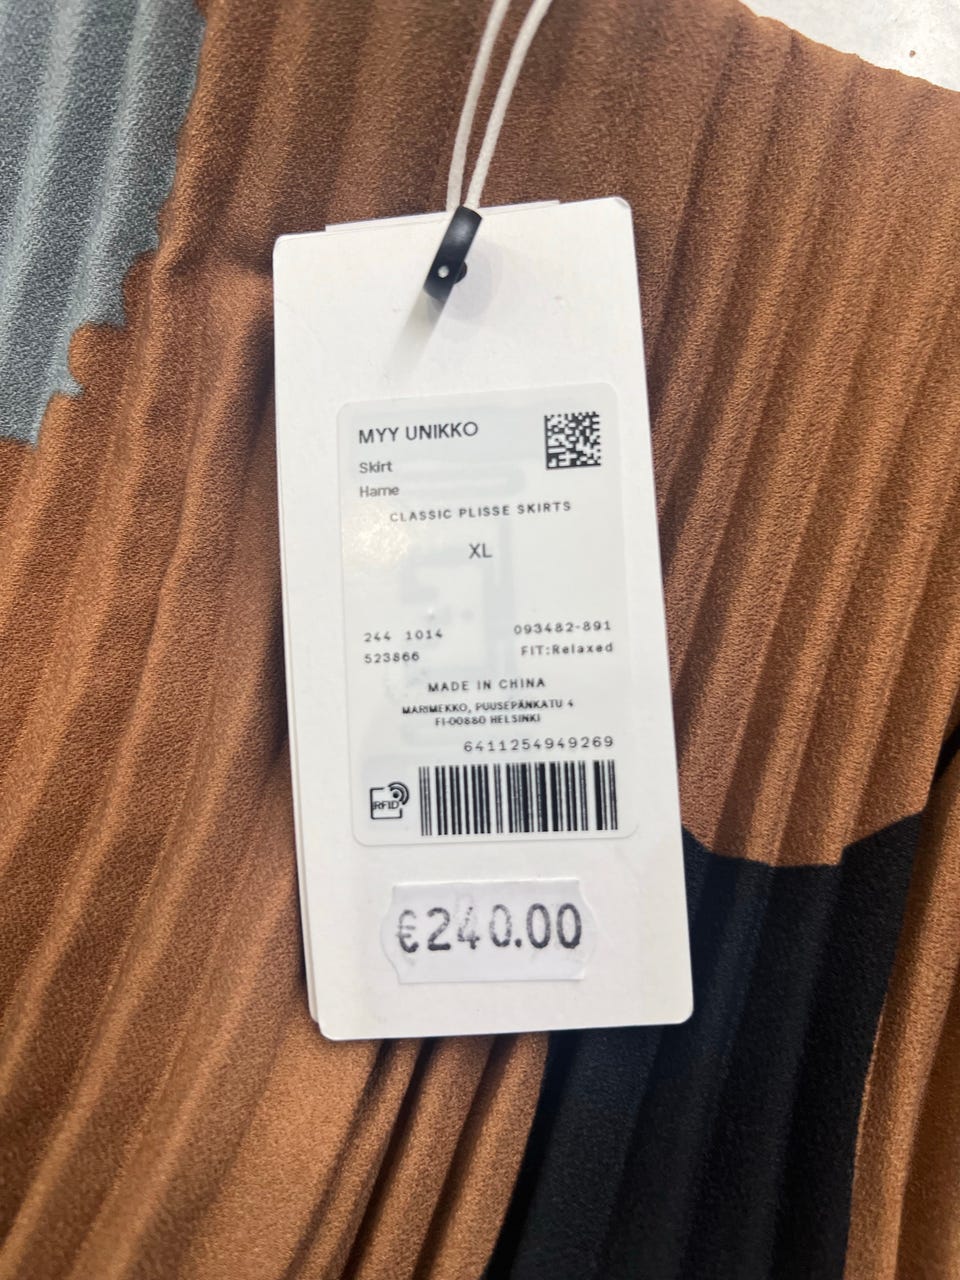 MYY UNIKKO
Skirt
Hame
CLASSIC PLISSE SKIRTS
XL
244 1014
093482-891
523866
FIT:Relaxed
MADE IN CHINA
MARIMEKKO, PUUSEPÄNKATU 4
FI-00880 HELSINKI
6411254949269
RFID
€240.00